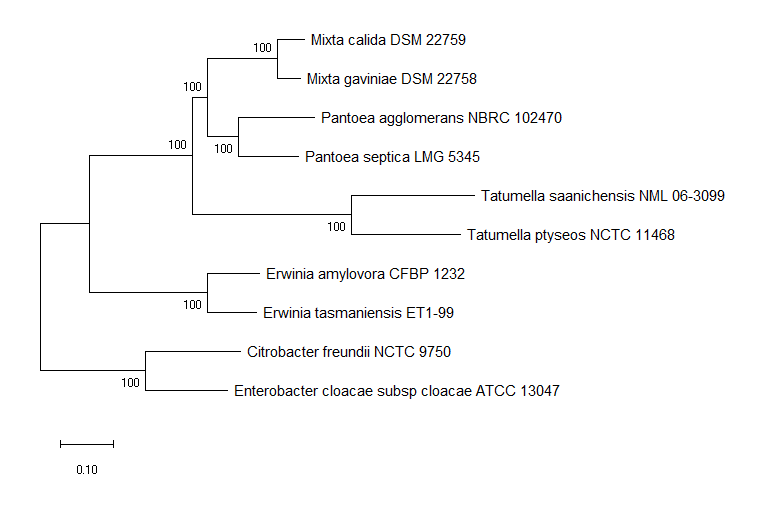 100
Mixta calida DSM 22759
Mixta gaviniae DSM 22758
100
Pantoea agglomerans NBRC 102470
100
Pantoea septica LMG 5345
100
Tatumella saanichensis NML 06-3099
100
Tatumella ptyseos NCTC 11468
Erwinia amylovora CFBP 1232
100
Erwinia tasmaniensis ET1-99
Citrobacter freundii NCTC 9750
100
Enterobacter cloacae subsp cloacae ATCC 13047
0.10